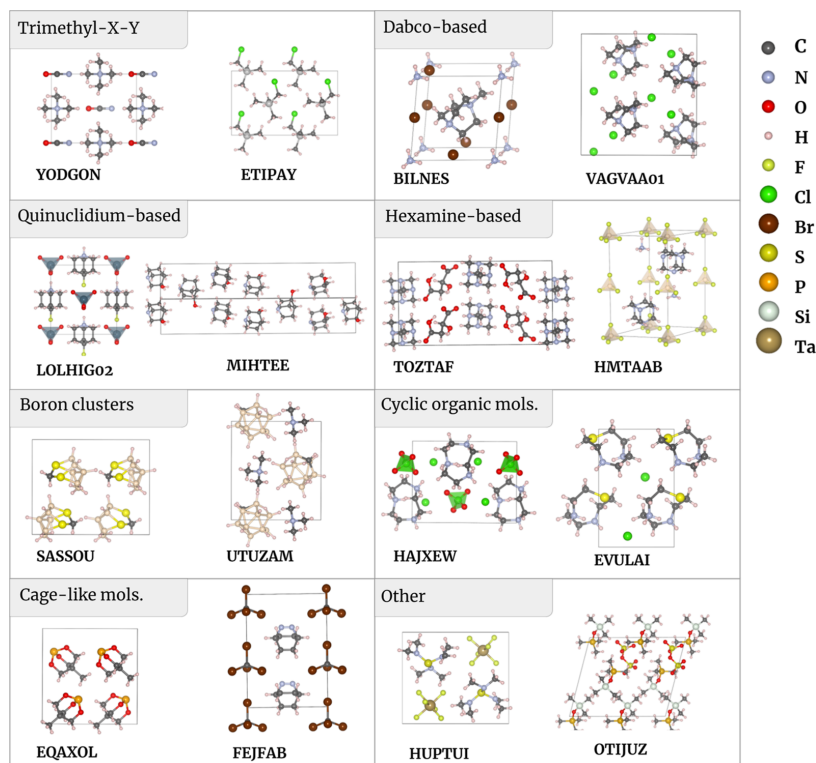 Trimethyl-X-Y
YODGON
ETIPAY
Dabco-based
BILNES
VAGVAA01
Quinuclidium-based
LOLHIG02
MIHTEE
Hexamine-based
TOZTAF
HMTAAB
Boron clusters
SASSOU
UTUZAM
Cyclic organic mols.
HAJXEW
EVULAI
Cage-like mols.
EQAXOL
FEJFAB
Other
HUPTUI
OTIJUZ
C
N
O
H
F
Cl
Br
S
P
Si
Ta